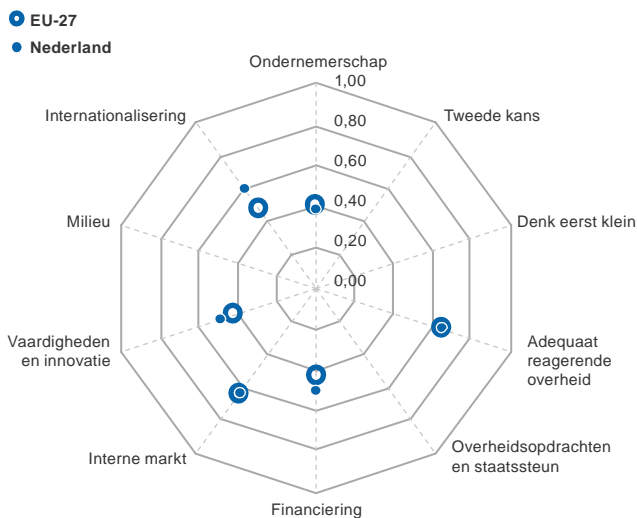 EU-27
Nederland
Ondernemerschap
1,00
Internationalisering
Tweede kans
0,80
0,60
0,40
Milieu
Denk eerst klein
0,20
0,00
Vaardigheden
en innovatie
Adequaat
reagerende
overheid
Interne markt
Overheidsopdrachten
en staatssteun
Financiering